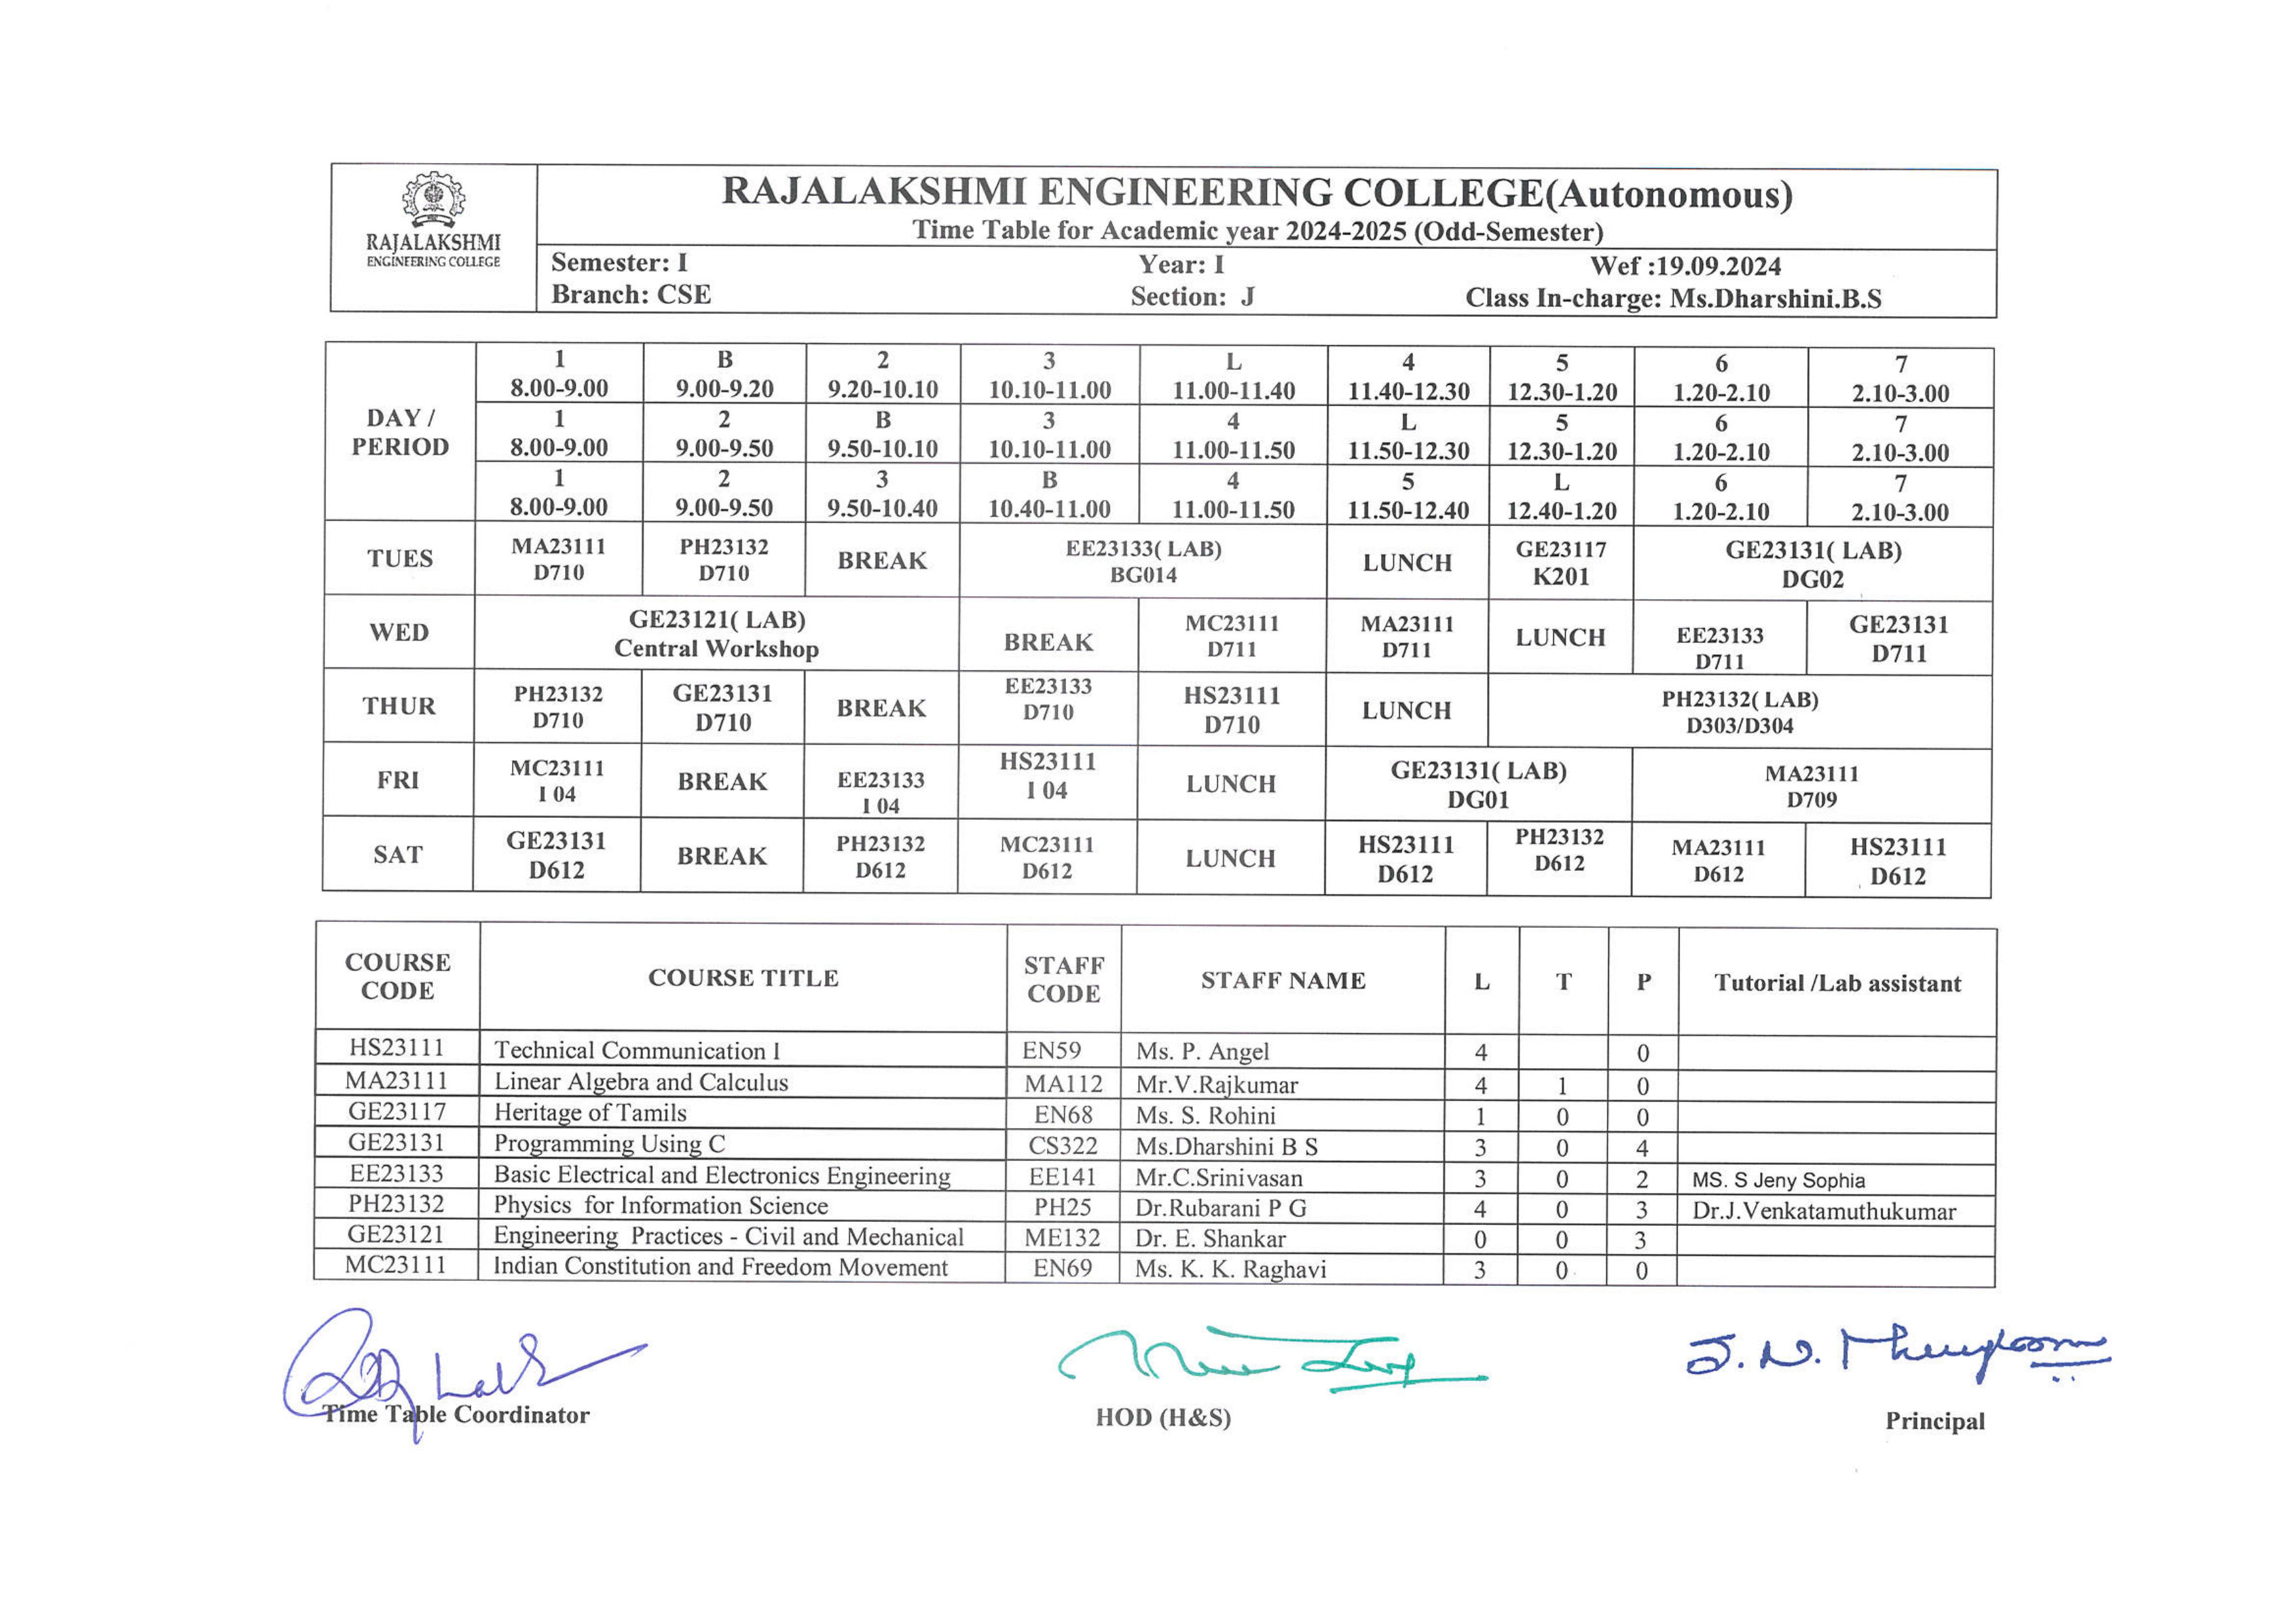 RAJALAKSHMI
ENGINEERING COLLEGE
RAJALAKSHMI ENGINEERING COLLEGE(Autonomous)
Time Table for Academic year 2024-2025 (Odd-Semester)
Semester: I Year: I Wef :19.09.2024
Branch: CSE Section: J Class In-charge: Ms.Dharshini.B.S
DAY / PERIOD
1 B 2 3 L 4 5 6 7
8.00-9.00 9.00-9.20 9.20-10.10 10.10-11.00 11.00-11.40 11.40-12.30 12.30-1.20 1.20-2.10 2.10-3.00
1 2 B 3 4 L 5 6 7
8.00-9.00 9.00-9.50 9.50-10.10 10.10-11.00 11.00-11.50 11.50-12.30 12.30-1.20 1.20-2.10 2.10-3.00
1 2 3 B 4 5 L 6 7
8.00-9.00 9.00-9.50 9.50-10.40 10.40-11.00 11.00-11.50 11.50-12.40 12.40-1.20 1.20-2.10 2.10-3.00
TUES MA23111 PH23132 BREAK EE23133( LAB) LUNCH GE23117 GE23131( LAB)
D710 D710 BG014 K201 DG02
WED GE23121( LAB) BREAK MC23111 MA23111 LUNCH EE23133 GE23131
Central Workshop D711 D711 D711 D711
THUR PH23132 GE23131 BREAK EE23133 HS23111 LUNCH PH23132( LAB)
D710 D710 D710 D710 D303/D304
FRI MC23111 BREAK EE23133 HS23111 LUNCH GE23131( LAB) MA23111
I 04 I 04 I 04 DG01 D709
SAT GE23131 BREAK PH23132 MC23111 LUNCH HS23111 PH23132 MA23111 HS23111
D612 D612 D612 D612 D612 D612 D612
COURSE CODE COURSE TITLE STAFF CODE STAFF NAME L T P Tutorial /Lab assistant
HS23111 Technical Communication I EN59 Ms. P. Angel 4 0
MA23111 Linear Algebra and Calculus MA112 Mr.V.Rajkumar 4 1 0
GE23117 Heritage of Tamils EN68 Ms. S. Rohini 1 0 0
GE23131 Programming Using C CS322 Ms.Dharshini B S 3 0 4
EE23133 Basic Electrical and Electronics Engineering EE141 Mr.C.Srinivasan 3 0 2 MS. S Jeny Sophia
PH23132 Physics for Information Science PH25 Dr.Rubarani P G 4 0 3 Dr.J.Venkatamuthukumar
GE23121 Engineering Practices - Civil and Mechanical ME132 Dr. E. Shankar 0 0 3
MC23111 Indian Constitution and Freedom Movement EN69 Ms. K. K. Raghavi 3 0 0
Time Table Coordinator HOD (H&S) Principal